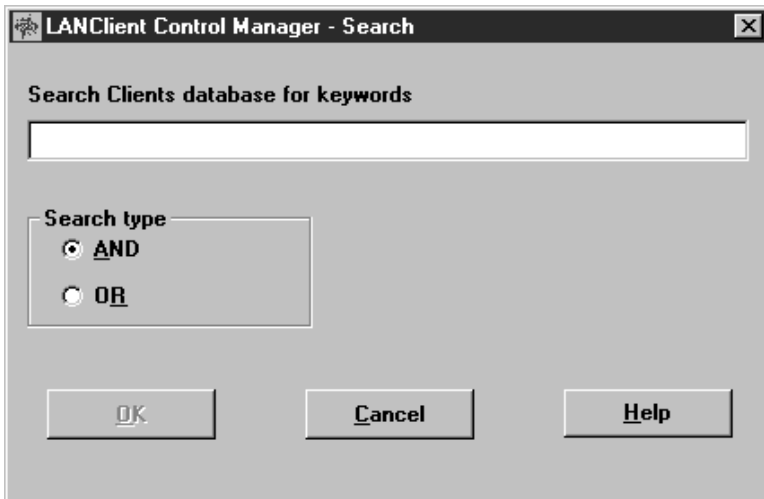 LANClient Control Manager - Search
Search Clients database for keywords
Search type
AND
OR
OK
Cancel
Help